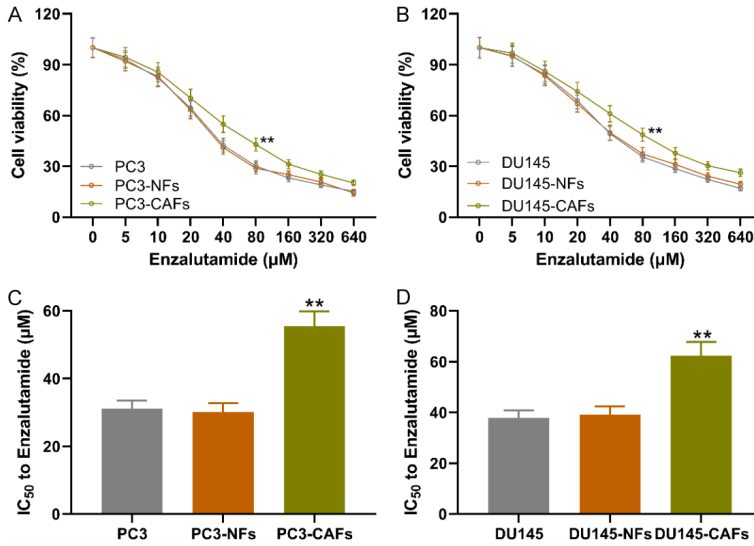 A
Cell viability (%)
120
90
60
30
0
PC3
PC3-NFs
PC3-CAFs
**
0 5 10 20 40 80 160 320 640
Enzalutamide (μM)
B
Cell viability (%)
120
90
60
30
0
DU145
DU145-NFs
DU145-CAFs
**
0 5 10 20 40 80 160 320 640
Enzalutamide (μM)
C
IC50 to Enzalutamide (μM)
60
40
20
0
**
PC3 PC3-NFs PC3-CAFs
D
IC50 to Enzalutamide (μM)
80
60
40
20
0
**
DU145 DU145-NFs DU145-CAFs